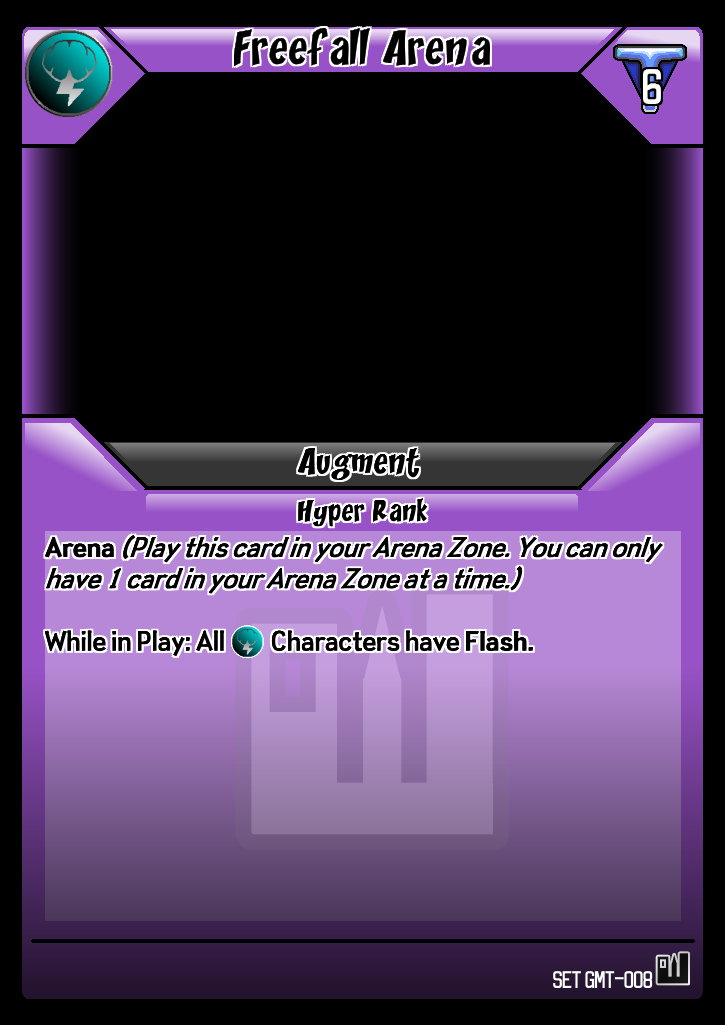 Freefall Arena
6
Augment
Hyper Rank
Arena (Play this card in your Arena Zone. You can only
have 1 card in your Arena Zone at a time.)
While in Play: All Characters have Flash.
SET GMT-008